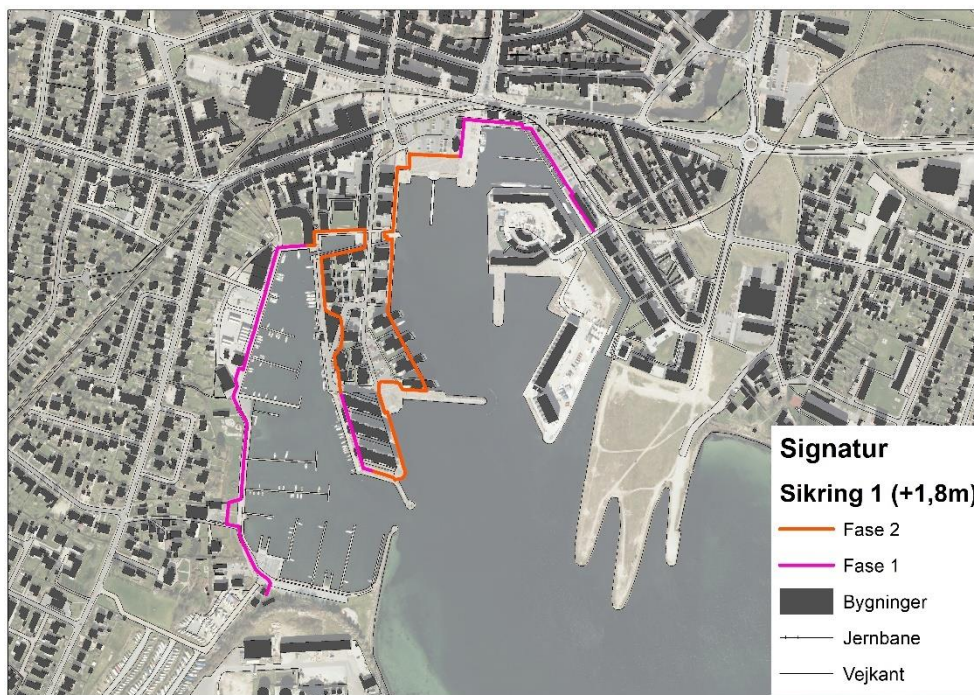 Signatur
Sikring 1 (+1,8m)
Fase 2
Fase 1
Bygninger
Jernbane
Vejkant